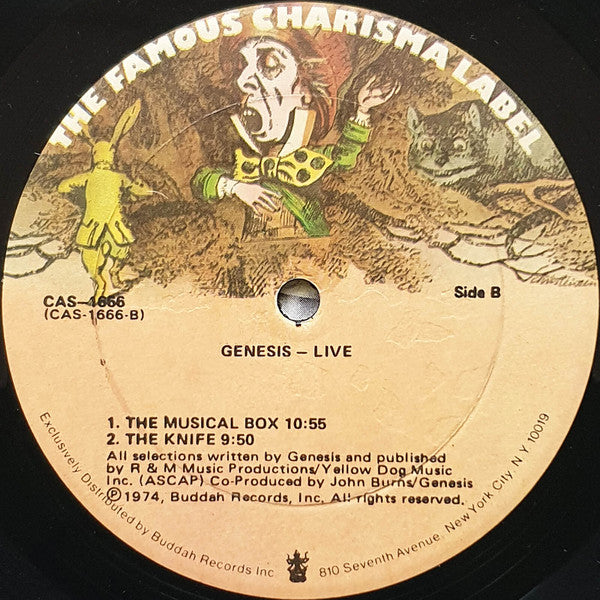 THE FAMOUS CHARISMA LABEL
CAS-1666
(CAS-1666-B)
Side B
GENESIS – LIVE
1. THE MUSICAL BOX 10:55
2. THE KNIFE 9:50
All selections written by Genesis and published
by R & M Music Productions/Yellow Dog Music
Inc. (ASCAP) Co-Produced by John Burns/Genesis
℗1974, Buddah Records, Inc. All rights reserved.
Exclusively Distributed by Buddah Records Inc 810 Seventh Avenue, New York City, N Y 10019